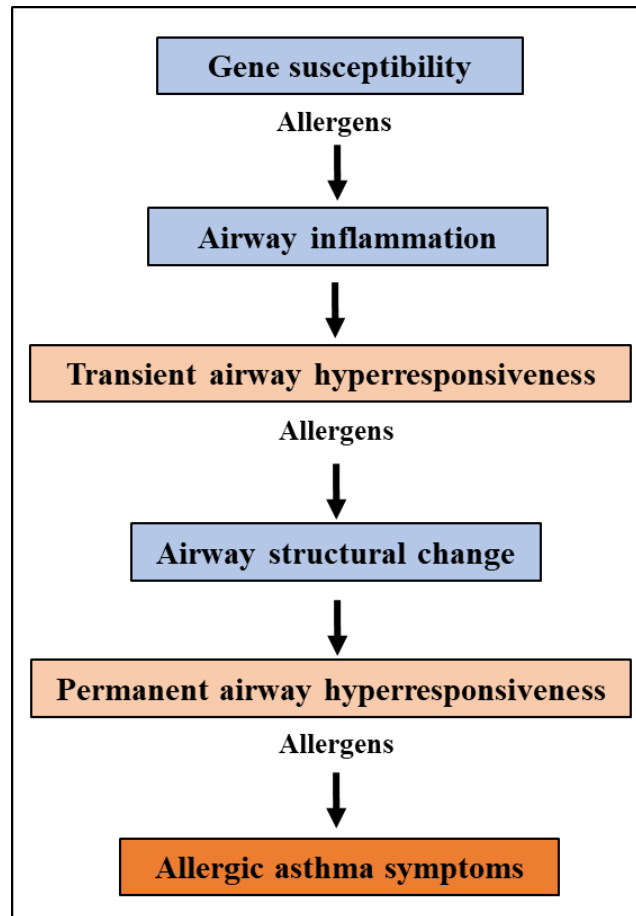 Gene susceptibility
Allergens
Airway inflammation
Transient airway hyperresponsiveness
Allergens
Airway structural change
Permanent airway hyperresponsiveness
Allergens
Allergic asthma symptoms